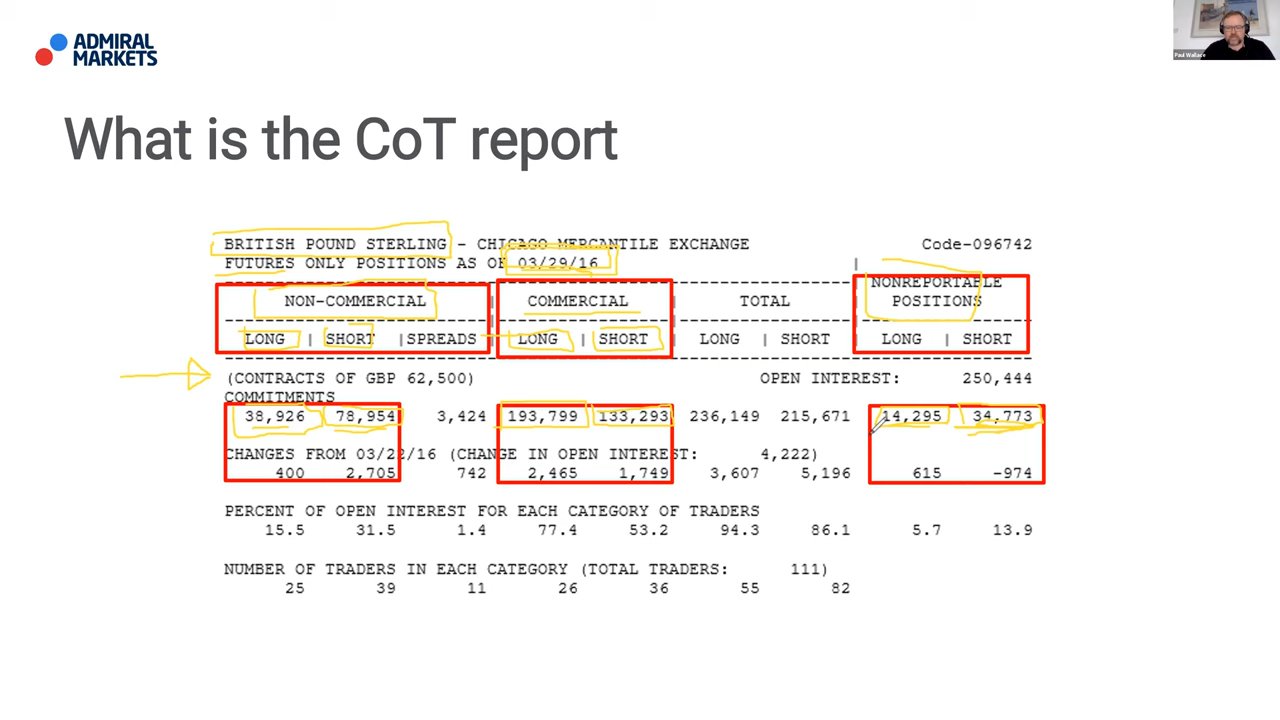 ADMIRAL
MARKETS
Paul Wallace
What is the CoT report
BRITISH POUND STERLING - CHICAGO MERCANTILE EXCHANGE Code-096742
FUTURES ONLY POSITIONS AS OF 03/29/16 |
--------------------------------------------------------------| NONREPORTABLE
NON-COMMERCIAL | COMMERCIAL | TOTAL | POSITIONS
LONG | SHORT |SPREADS | LONG | SHORT | LONG | SHORT | LONG | SHORT
(CONTRACTS OF GBP 62,500) OPEN INTEREST: 250,444
COMMITMENTS
38,926 78,954 3,424 193,799 133,293 236,149 215,671 14,295 34,773
CHANGES FROM 03/22/16 (CHANGE IN OPEN INTEREST: 4,222)
400 2,705 742 2,465 1,749 3,607 5,196 615 -974
PERCENT OF OPEN INTEREST FOR EACH CATEGORY OF TRADERS
15.5 31.5 1.4 77.4 53.2 94.3 86.1 5.7 13.9
NUMBER OF TRADERS IN EACH CATEGORY (TOTAL TRADERS: 111)
25 39 11 26 36 55 82